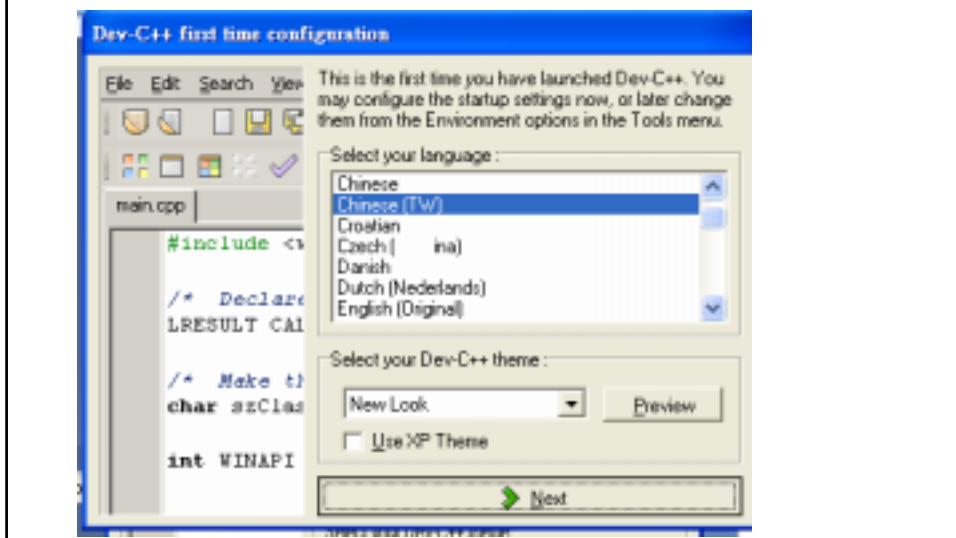 Dev-C++ first time configuration
File Edit Search View
main.cpp
#include <w
/* Declare
LRESULT CAL
/* Make th
char szClas
int WINAPI
This is the first time you have launched Dev-C++. You
may configure the startup settings now, or later change
them from the Environment options in the Tools menu.
Select your language :
Chinese
Chinese (TW)
Croatian
Czech ( ina)
Danish
Dutch (Nederlands)
English (Original)
Select your Dev-C++ theme :
New Look
Preview
Use XP Theme
Next